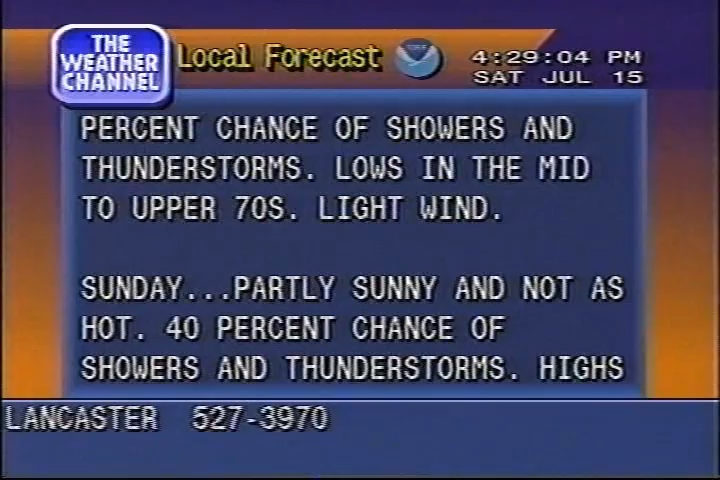 THE
WEATHER
CHANNEL
Local Forecast
4:29:04 PM
SAT JUL 15
PERCENT CHANCE OF SHOWERS AND
THUNDERSTORMS. LOWS IN THE MID
TO UPPER 70S. LIGHT WIND.
SUNDAY...PARTLY SUNNY AND NOT AS
HOT. 40 PERCENT CHANCE OF
SHOWERS AND THUNDERSTORMS. HIGHS
LANCASTER 527-3970